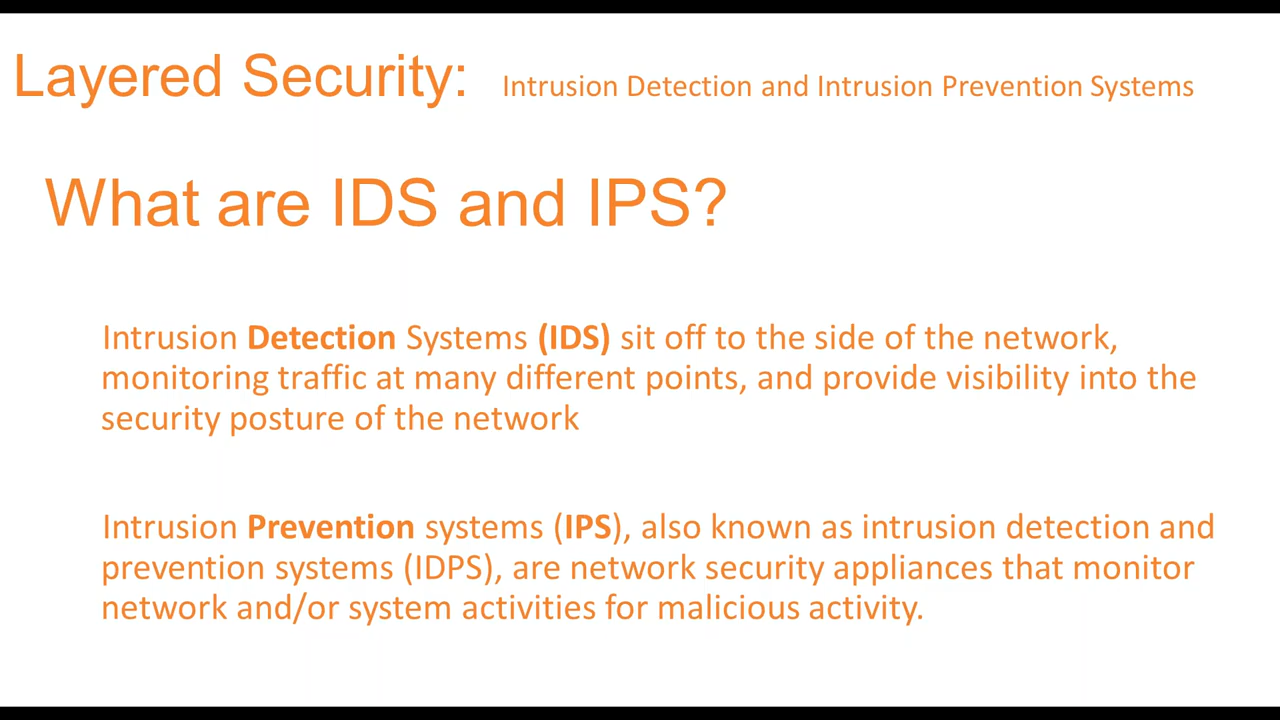 Layered Security: Intrusion Detection and Intrusion Prevention Systems
What are IDS and IPS?
Intrusion Detection Systems (IDS) sit off to the side of the network,
monitoring traffic at many different points, and provide visibility into the
security posture of the network
Intrusion Prevention systems (IPS), also known as intrusion detection and
prevention systems (IDPS), are network security appliances that monitor
network and/or system activities for malicious activity.